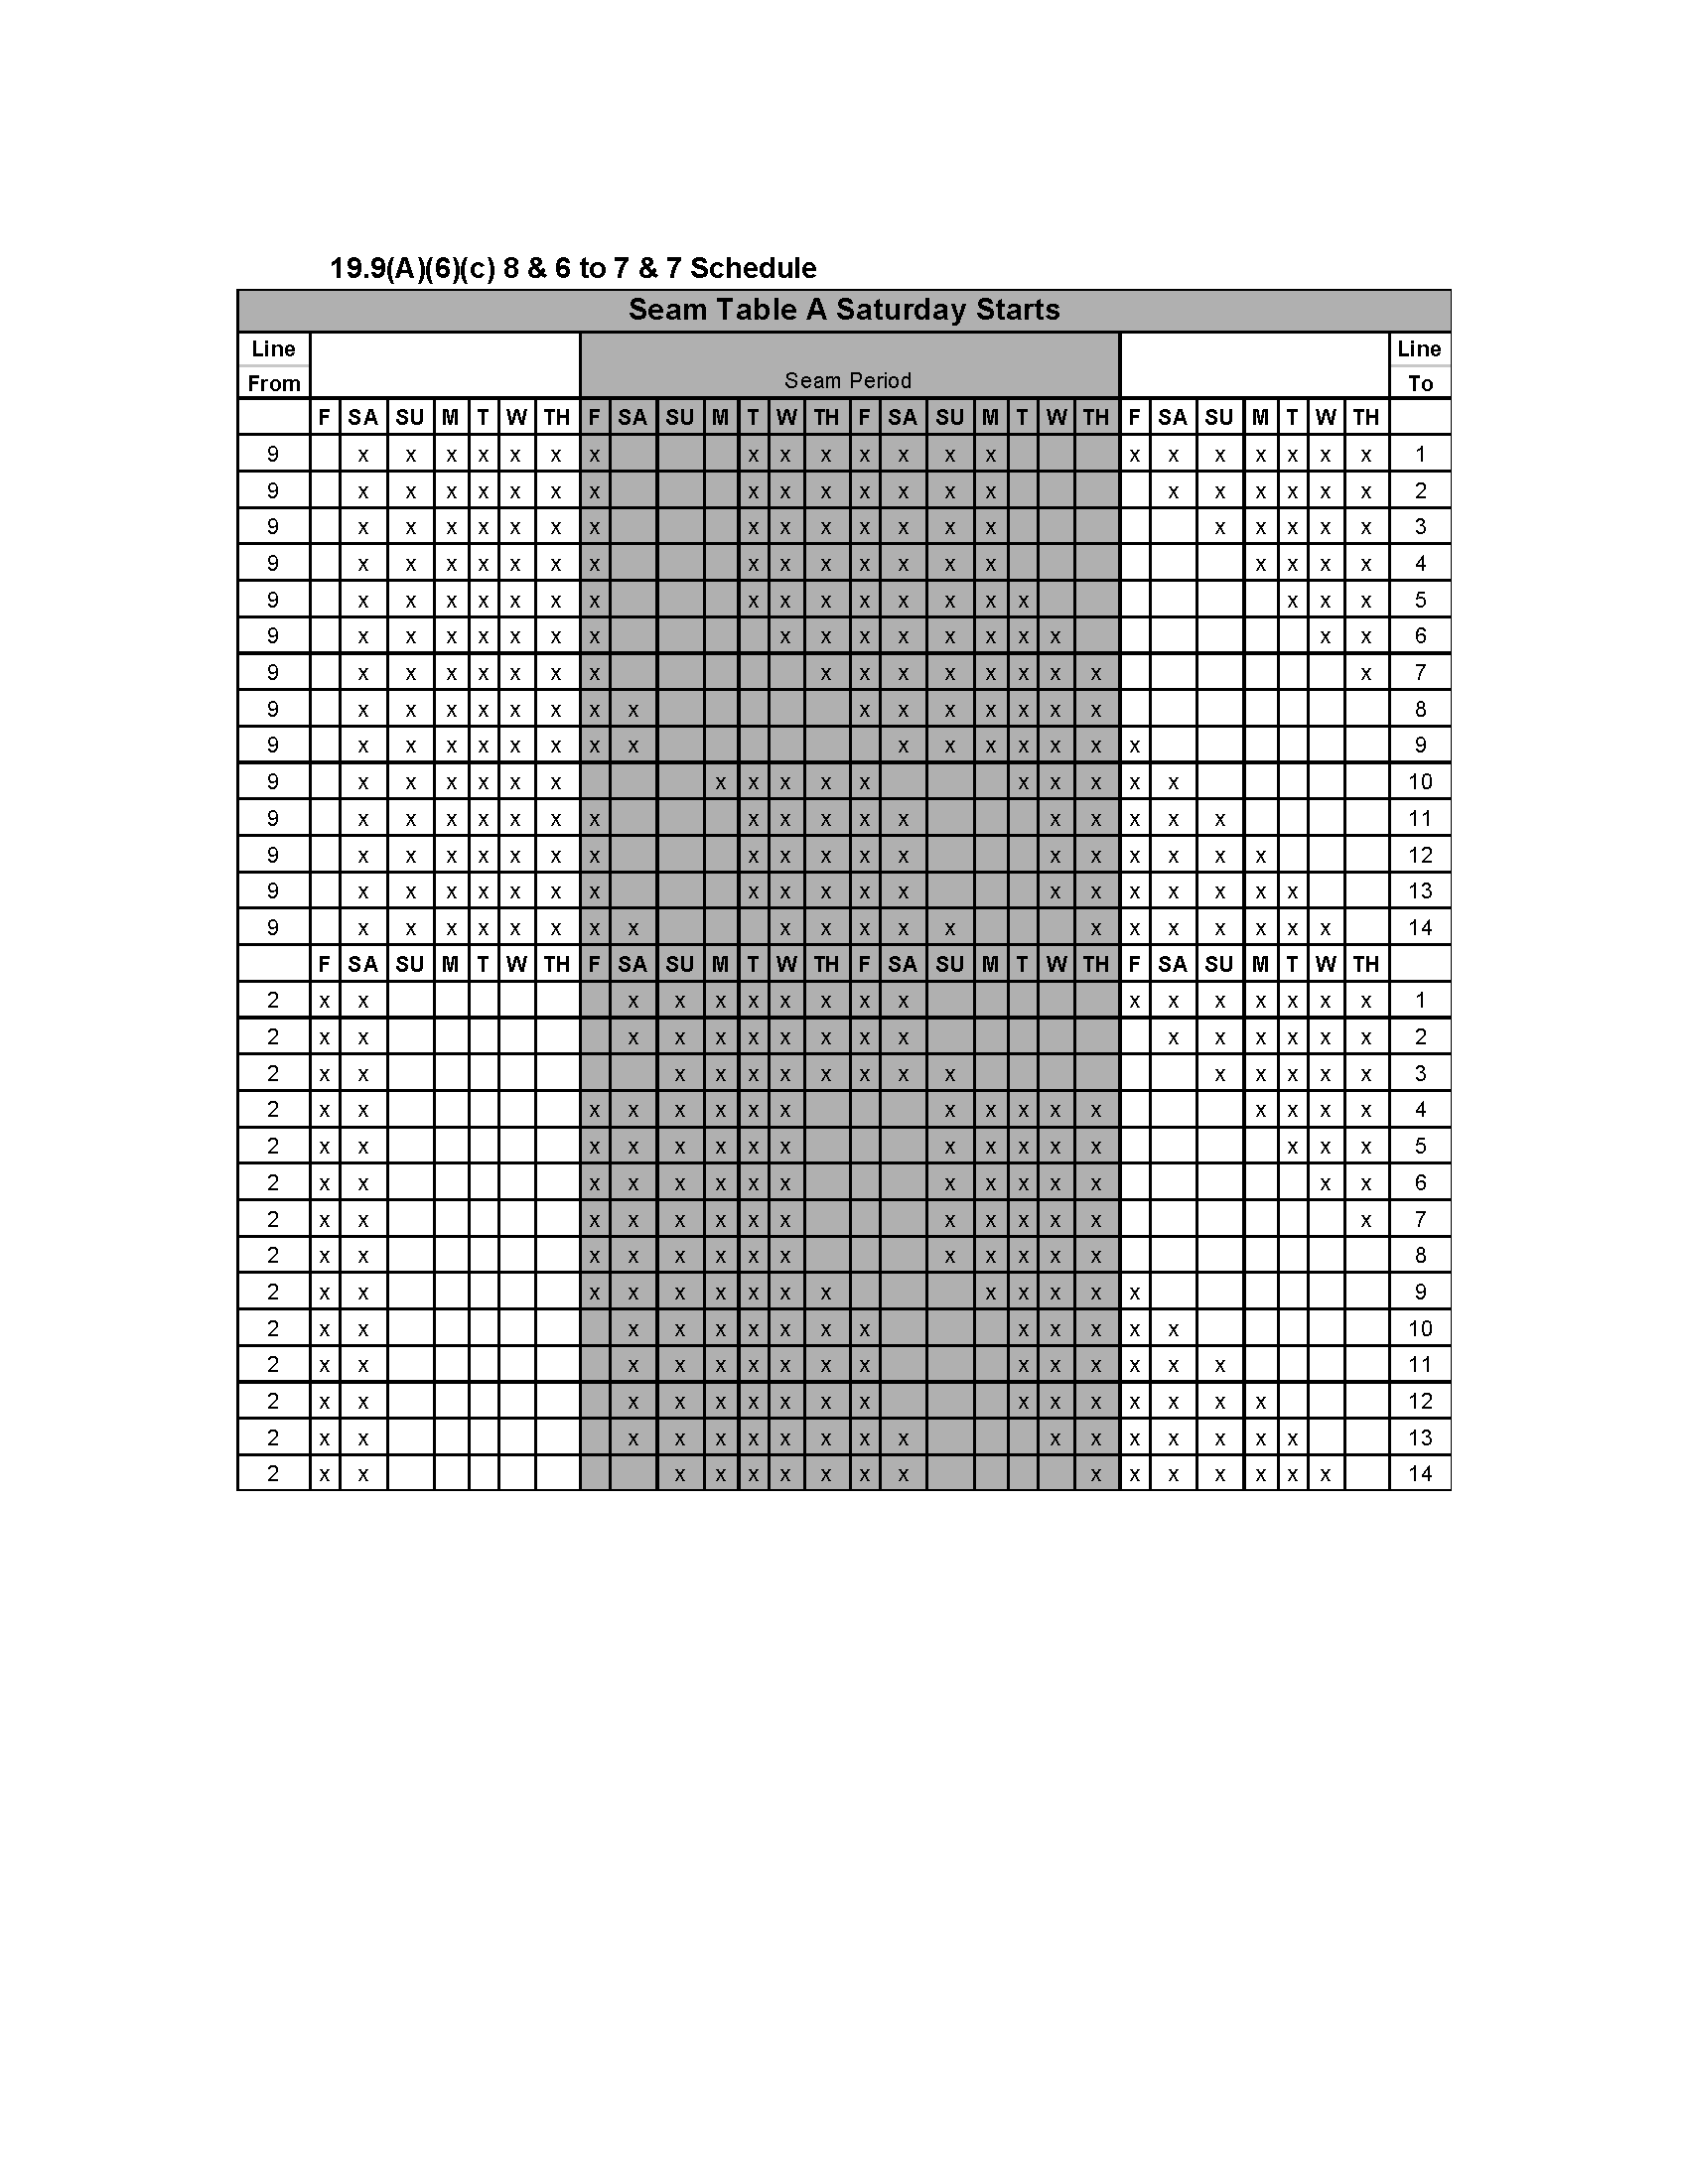 19.9(A)(6)(c) 8 & 6 to 7 & 7 Schedule
Seam Table A Saturday Starts
Line Line
From Seam Period To
F SA SU M T W TH F SA SU M T W TH F SA SU M T W TH F SA SU M T W TH
9 x x x x x x x x x x x x x x x x x x x x x 1
9 x x x x x x x x x x x x x x x x x x x x 2
9 x x x x x x x x x x x x x x x x x x x 3
9 x x x x x x x x x x x x x x x x x x 4
9 x x x x x x x x x x x x x x x x x x 5
9 x x x x x x x x x x x x x x x x x 6
9 x x x x x x x x x x x x x x x x 7
9 x x x x x x x x x x x x x x x 8
9 x x x x x x x x x x x x x x x 9
9 x x x x x x x x x x x x x x x x 10
9 x x x x x x x x x x x x x x x x x 11
9 x x x x x x x x x x x x x x x x x x 12
9 x x x x x x x x x x x x x x x x x x x 13
9 x x x x x x x x x x x x x x x x x x x x 14
F SA SU M T W TH F SA SU M T W TH F SA SU M T W TH F SA SU M T W TH
2 x x x x x x x x x x x x x x x x x 1
2 x x x x x x x x x x x x x x x x 2
2 x x x x x x x x x x x x x x x 3
2 x x x x x x x x x x x x x x x x x 4
2 x x x x x x x x x x x x x x x x 5
2 x x x x x x x x x x x x x x x 6
2 x x x x x x x x x x x x x x 7
2 x x x x x x x x x x x x x 8
2 x x x x x x x x x x x x x x 9
2 x x x x x x x x x x x x x x 10
2 x x x x x x x x x x x x x x x 11
2 x x x x x x x x x x x x x x x x 12
2 x x x x x x x x x x x x x x x x x 13
2 x x x x x x x x x x x x x x x x 14